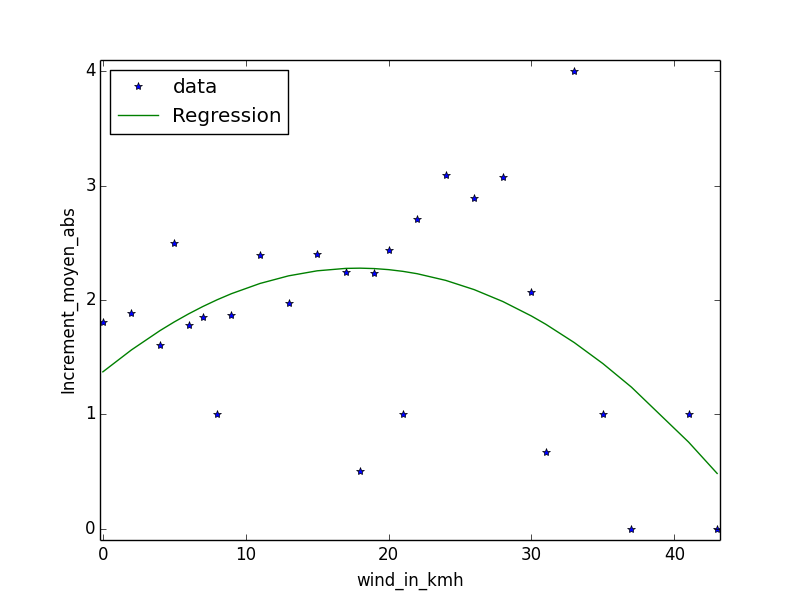 data
Regression
4
3
2
1
0
0 10 20 30 40
Increment_moyen_abs
wind_in_kmh